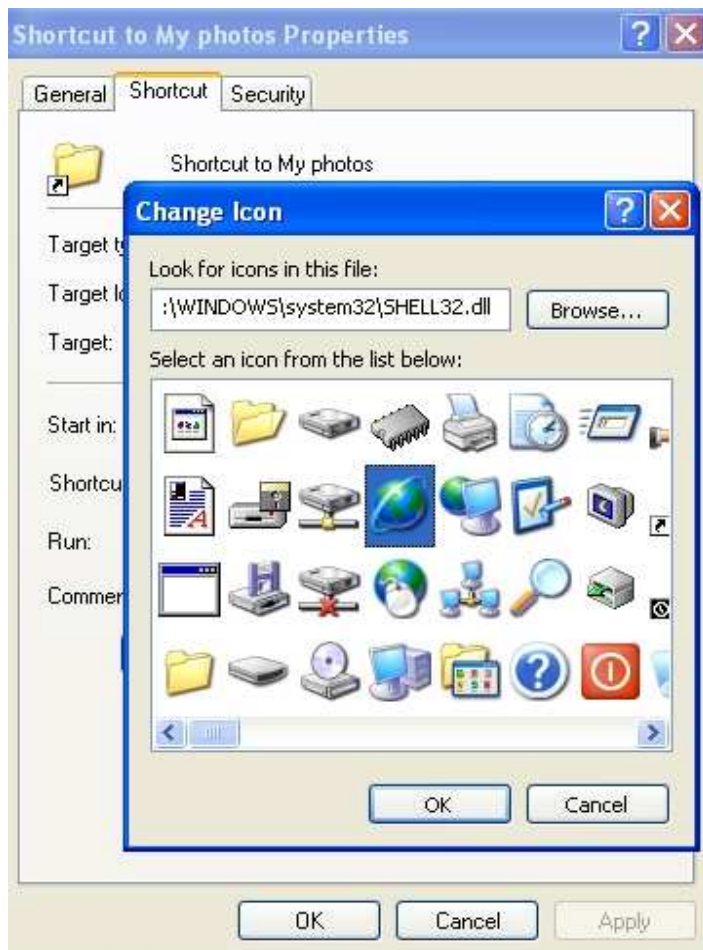 Shortcut to My photos Properties
General Shortcut Security
Shortcut to My photos
Change Icon
Target t
Look for icons in this file:
Target lo
:\WINDOWS\system32\SHELL32.dll Browse...
Target:
Select an icon from the list below:
Start in:
Shortcu
Run:
Commer
OK Cancel
OK Cancel Apply